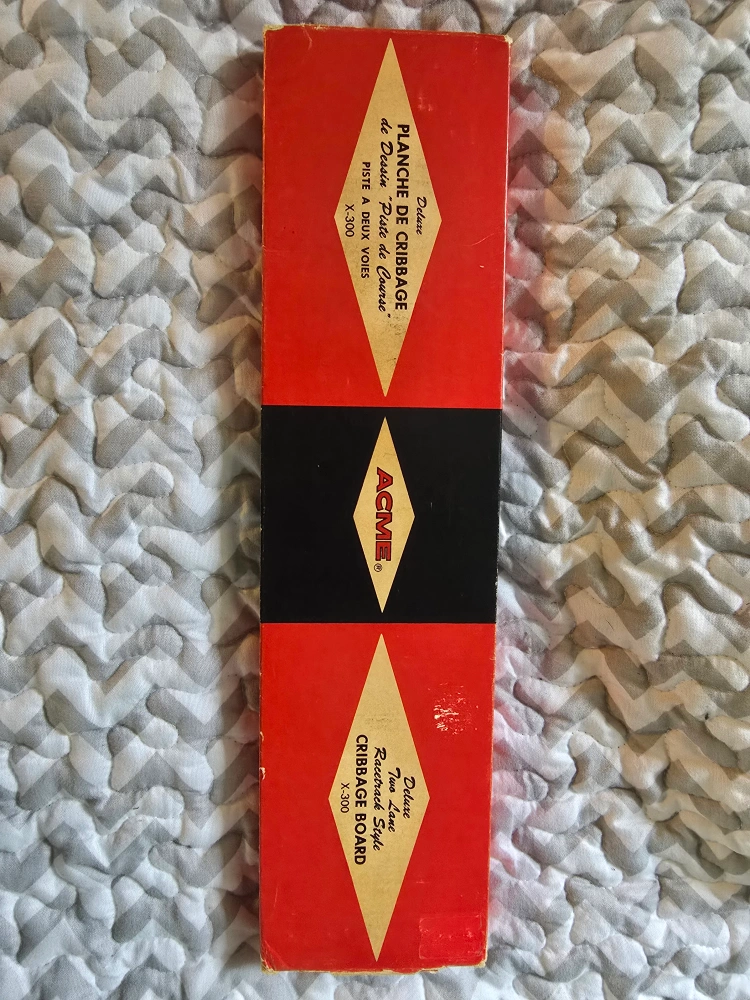 Deluxe
PLANCHE DE CRIBBAGE
de Dessin "Piste de Course"
PISTE A DEUX VOIES
X-300
ACME®
Deluxe
Two Lane
Racetrack Style
CRIBBAGE BOARD
X-300